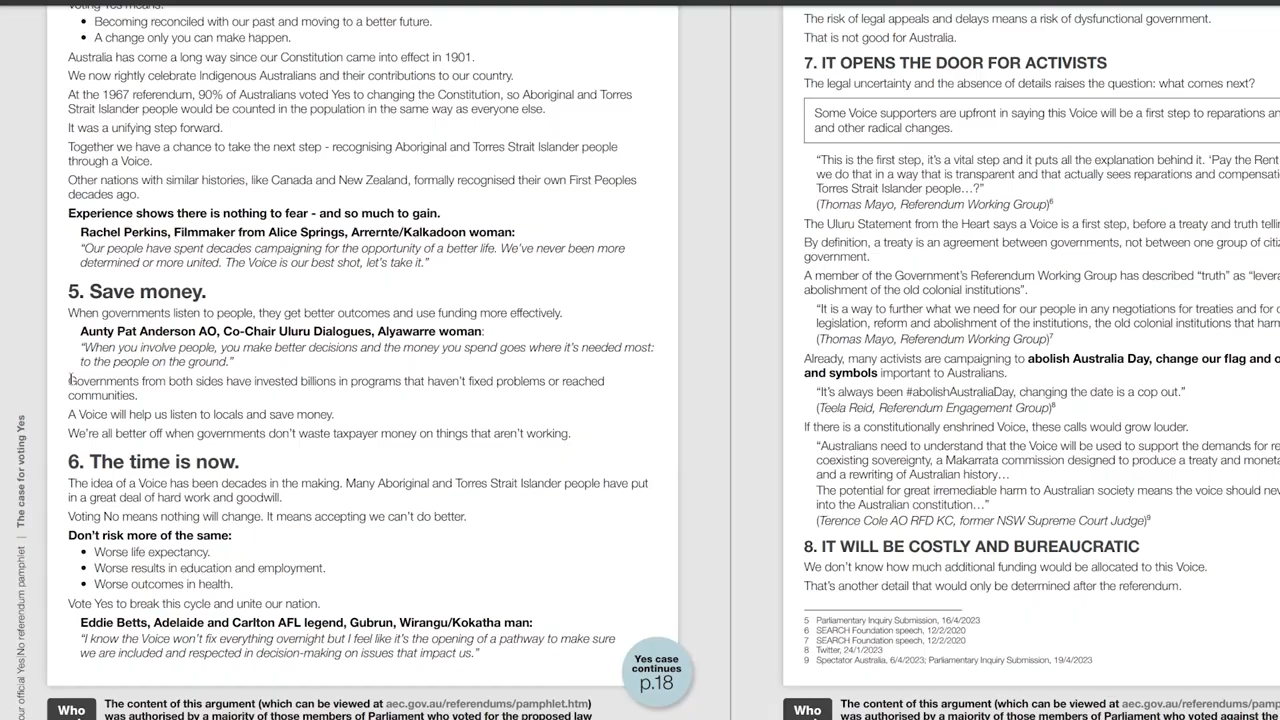 Voting Yes means:
• Becoming reconciled with our past and moving to a better future.
• A change only you can make happen.
Australia has come a long way since our Constitution came into effect in 1901.
We now rightly celebrate Indigenous Australians and their contributions to our country.
At the 1967 referendum, 90% of Australians voted Yes to changing the Constitution, so Aboriginal and Torres
Strait Islander people would be counted in the population in the same way as everyone else.
It was a unifying step forward.
Together we have a chance to take the next step - recognising Aboriginal and Torres Strait Islander people
through a Voice.
Other nations with similar histories, like Canada and New Zealand, formally recognised their own First Peoples
decades ago.
Experience shows there is nothing to fear - and so much to gain.
Rachel Perkins, Filmmaker from Alice Springs, Arrernte/Kalkadoon woman:
“Our people have spent decades campaigning for the opportunity of a better life. We’ve never been more
determined or more united. The Voice is our best shot, let’s take it.”
5. Save money.
When governments listen to people, they get better outcomes and use funding more effectively.
Aunty Pat Anderson AO, Co-Chair Uluru Dialogues, Alyawarre woman:
“When you involve people, you make better decisions and the money you spend goes where it’s needed most:
to the people on the ground.”
Governments from both sides have invested billions in programs that haven’t fixed problems or reached
communities.
A Voice will help us listen to locals and save money.
We’re all better off when governments don’t waste taxpayer money on things that aren’t working.
6. The time is now.
The idea of a Voice has been decades in the making. Many Aboriginal and Torres Strait Islander people have put
in a great deal of hard work and goodwill.
Voting No means nothing will change. It means accepting we can’t do better.
Don’t risk more of the same:
• Worse life expectancy.
• Worse results in education and employment.
• Worse outcomes in health.
Vote Yes to break this cycle and unite our nation.
Eddie Betts, Adelaide and Carlton AFL legend, Gubrun, Wirangu/Kokatha man:
“I know the Voice won’t fix everything overnight but I feel like it’s the opening of a pathway to make sure
we are included and respected in decision-making on issues that impact us.”
Yes case
continues
p.18
our official Yes/No referendum pamphlet | The case for voting Yes
Who
The content of this argument (which can be viewed at aec.gov.au/referendums/pamphlet.htm)
was authorised by a majority of those members of Parliament who voted for the proposed law
The risk of legal appeals and delays means a risk of dysfunctional government.
That is not good for Australia.
7. IT OPENS THE DOOR FOR ACTIVISTS
The legal uncertainty and the absence of details raises the question: what comes next?
Some Voice supporters are upfront in saying this Voice will be a first step to reparations an
and other radical changes.
“This is the first step, it’s a vital step and it puts all the explanation behind it. ‘Pay the Rent
we do that in a way that is transparent and that actually sees reparations and compensati
Torres Strait Islander people…?”
(Thomas Mayo, Referendum Working Group)6
The Uluru Statement from the Heart says a Voice is a first step, before a treaty and truth tellin
By definition, a treaty is an agreement between governments, not between one group of citiz
government.
A member of the Government’s Referendum Working Group has described “truth” as “levera
abolishment of the old colonial institutions”.
“It is a way to further what we need for our people in any negotiations for treaties and for c
legislation, reform and abolishment of the institutions, the old colonial institutions that harm
(Thomas Mayo, Referendum Working Group)7
Already, many activists are campaigning to abolish Australia Day, change our flag and o
and symbols important to Australians.
“It’s always been #abolishAustraliaDay, changing the date is a cop out.”
(Teela Reid, Referendum Engagement Group)8
If there is a constitutionally enshrined Voice, these calls would grow louder.
“Australians need to understand that the Voice will be used to support the demands for re
coexisting sovereignty, a Makarrata commission designed to produce a treaty and moneta
and a rewriting of Australian history…
The potential for great irremediable harm to Australian society means the voice should nev
into the Australian constitution…”
(Terence Cole AO RFD KC, former NSW Supreme Court Judge)9
8. IT WILL BE COSTLY AND BUREAUCRATIC
We don’t know how much additional funding would be allocated to this Voice.
That’s another detail that would only be determined after the referendum.
5 Parliamentary Inquiry Submission, 16/4/2023
6 SEARCH Foundation speech, 12/2/2020
7 SEARCH Foundation speech, 12/2/2020
8 Twitter, 24/1/2023
9 Spectator Australia, 6/4/2023; Parliamentary Inquiry Submission, 19/4/2023
Who
The content of this argument (which can be viewed at aec.gov.au/refe
was authorised by a majority of those members of Parliament who voted against th